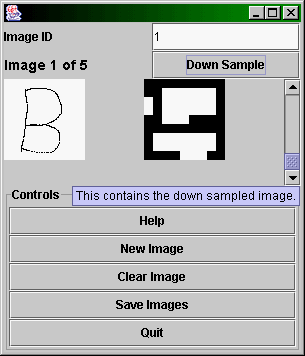 Image ID 1
Image 1 of 5 Down Sample
B
Controls
This contains the down sampled image.
Help
New Image
Clear Image
Save Images
Quit